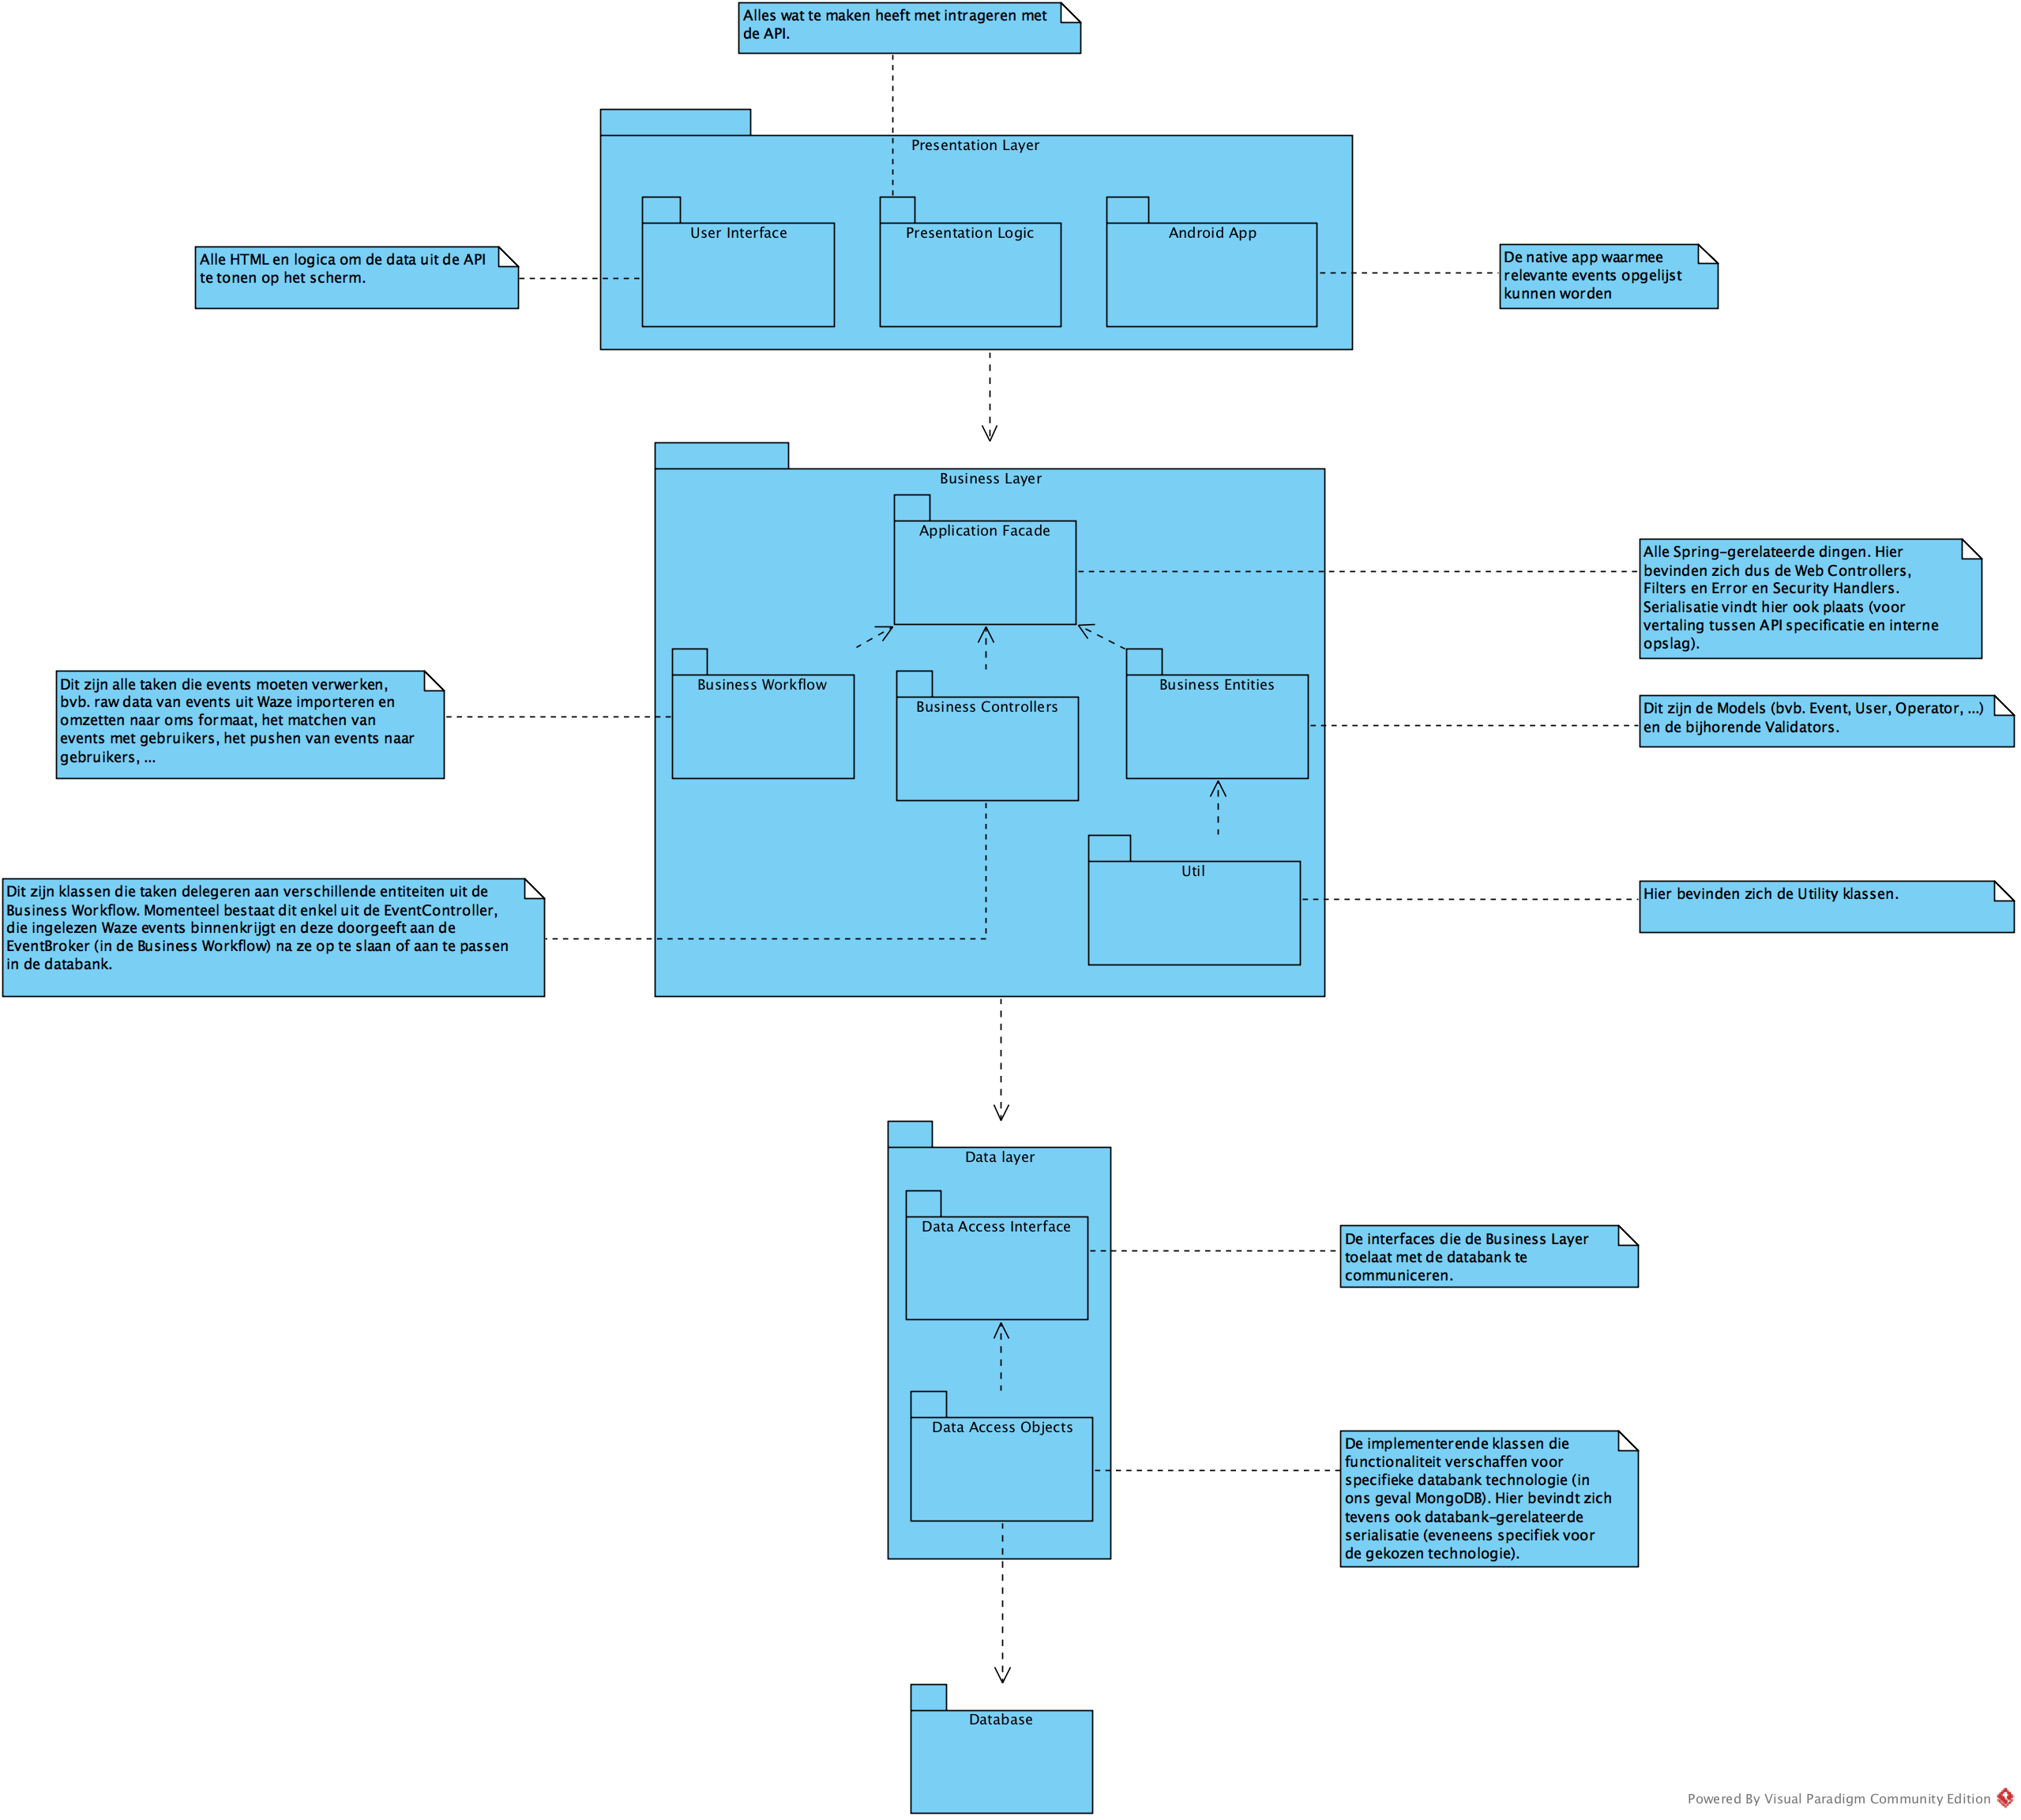 Alles wat te maken heeft met intrageren met
de API.
Presentation Layer
User Interface
Presentation Logic
Android App
Alle HTML en logica om de data uit de API
te tonen op het scherm.
De native app waarmee
relevante events opgelijst
kunnen worden
Business Layer
Application Facade
Alle Spring-gerelateerde dingen. Hier
bevinden zich dus de Web Controllers,
Filters en Error en Security Handlers.
Serialisatie vindt hier ook plaats (voor
vertaling tussen API specificatie en interne
opslag).
Business Workflow
Business Controllers
Business Entities
Dit zijn alle taken die events moeten verwerken,
bvb. raw data van events uit Waze importeren en
omzetten naar oms formaat, het matchen van
events met gebruikers, het pushen van events naar
gebruikers, ...
Dit zijn de Models (bvb. Event, User, Operator, ...)
en de bijhorende Validators.
Util
Dit zijn klassen die taken delegeren aan verschillende entiteiten uit de
Business Workflow. Momenteel bestaat dit enkel uit de EventController,
die ingelezen Waze events binnenkrijgt en deze doorgeeft aan de
EventBroker (in de Business Workflow) na ze op te slaan of aan te passen
in de databank.
Hier bevinden zich de Utility klassen.
Data layer
Data Access Interface
De interfaces die de Business Layer
toelaat met de databank te
communiceren.
Data Access Objects
De implementerende klassen die
functionaliteit verschaffen voor
specifieke databank technologie (in
ons geval MongoDB). Hier bevindt zich
tevens ook databank-gerelateerde
serialisatie (eveneens specifiek voor
de gekozen technologie).
Database
Powered By Visual Paradigm Community Edition